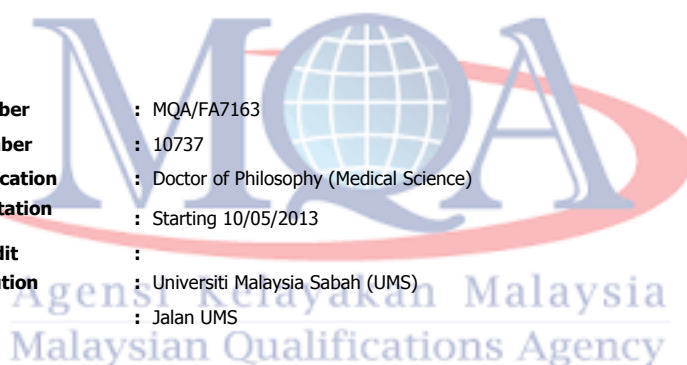 MQA
ber : MQA/FA7163
ber : 10737
cation : Doctor of Philosophy (Medical Science)
tation : Starting 10/05/2013
dit :
tion : Universiti Malaysia Sabah (UMS)
: Jalan UMS
Agensi Kelayakan Malaysia
Malaysian Qualifications Agency